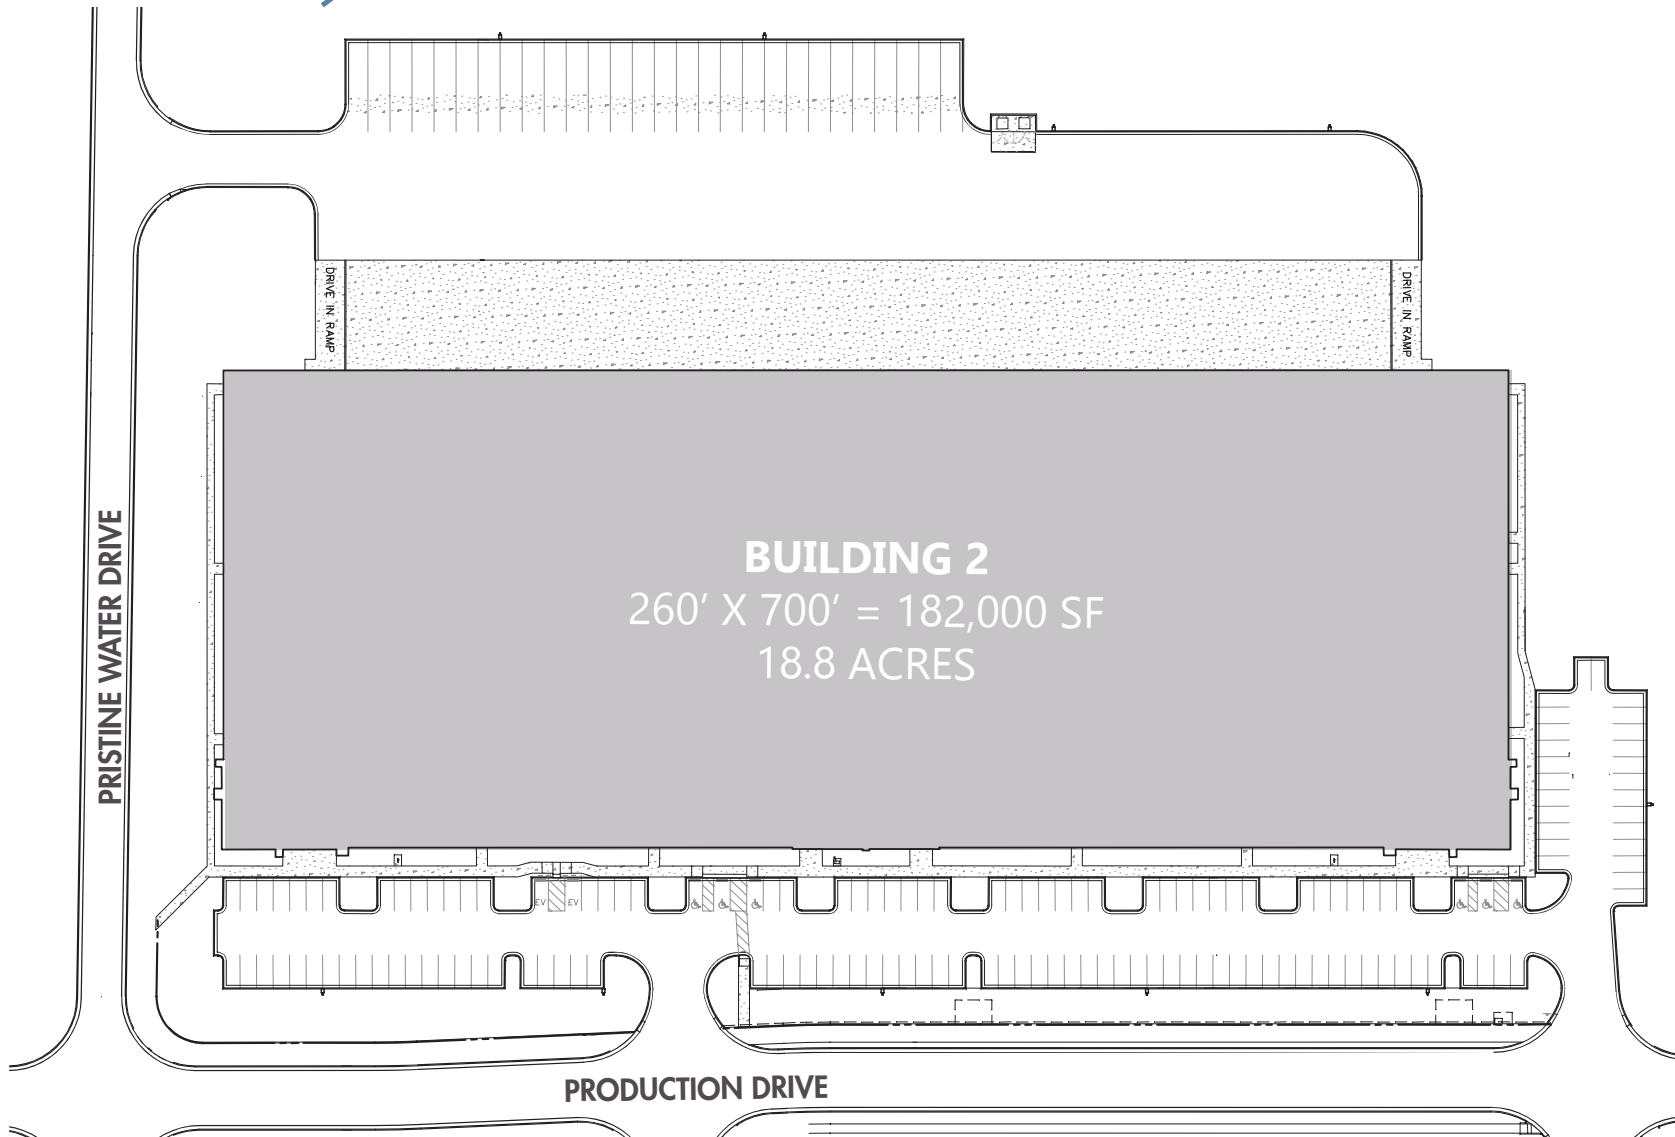 DRIVE IN RAMP
DRIVE IN RAMP
PRISTINE WATER DRIVE
BUILDING 2
260’ X 700’ = 182,000 SF
18.8 ACRES
EV
EV
PRODUCTION DRIVE